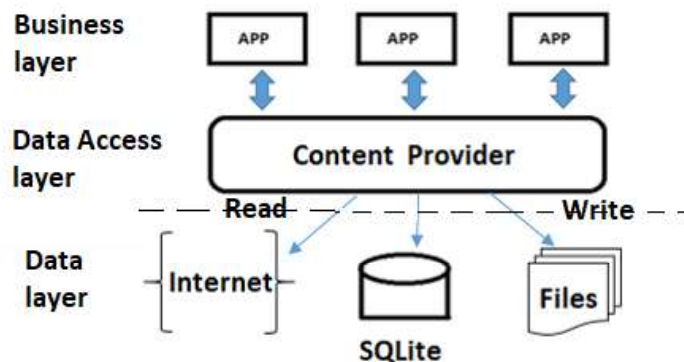 Business
layer
APP
APP
APP
Data Access
layer
Content Provider
Read
Write
Data
layer
Internet
SQLite
Files